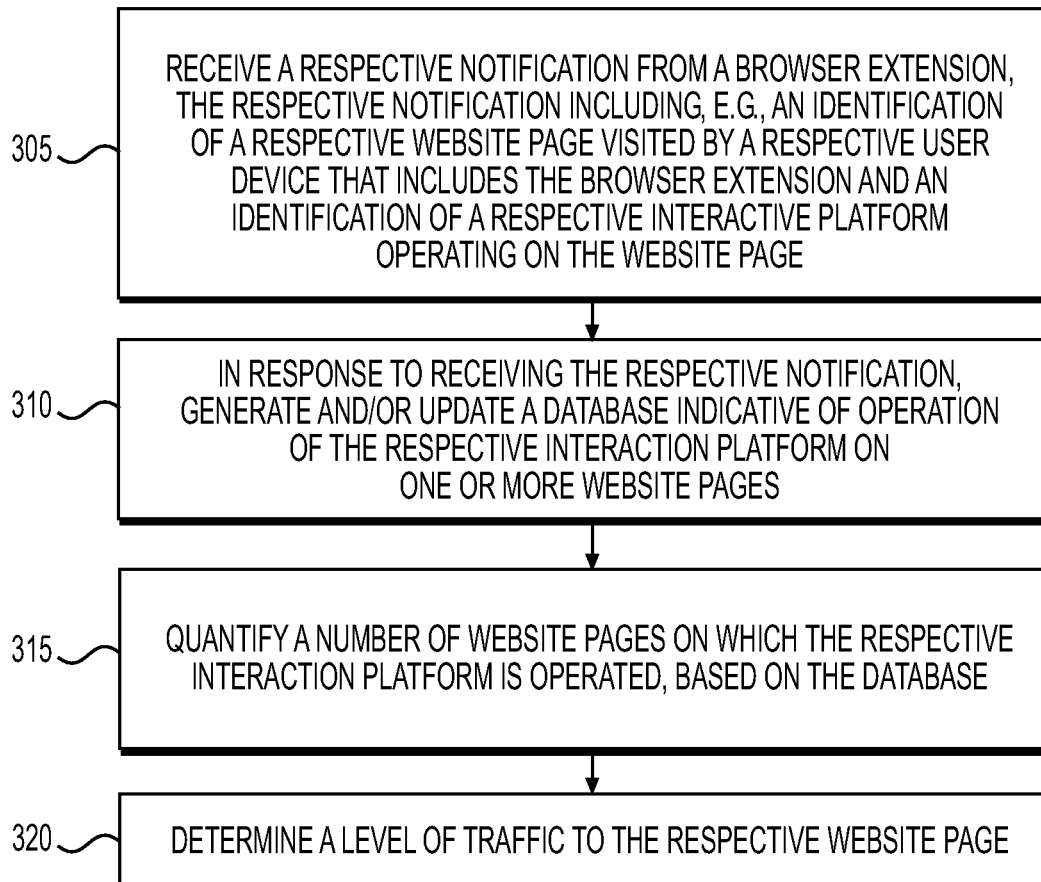 305
RECEIVE A RESPECTIVE NOTIFICATION FROM A BROWSER EXTENSION,
THE RESPECTIVE NOTIFICATION INCLUDING, E.G., AN IDENTIFICATION
OF A RESPECTIVE WEBSITE PAGE VISITED BY A RESPECTIVE USER
DEVICE THAT INCLUDES THE BROWSER EXTENSION AND AN
IDENTIFICATION OF A RESPECTIVE INTERACTIVE PLATFORM
OPERATING ON THE WEBSITE PAGE
310
IN RESPONSE TO RECEIVING THE RESPECTIVE NOTIFICATION,
GENERATE AND/OR UPDATE A DATABASE INDICATIVE OF OPERATION
OF THE RESPECTIVE INTERACTION PLATFORM ON
ONE OR MORE WEBSITE PAGES
315
QUANTIFY A NUMBER OF WEBSITE PAGES ON WHICH THE RESPECTIVE
INTERACTION PLATFORM IS OPERATED, BASED ON THE DATABASE
320
DETERMINE A LEVEL OF TRAFFIC TO THE RESPECTIVE WEBSITE PAGE